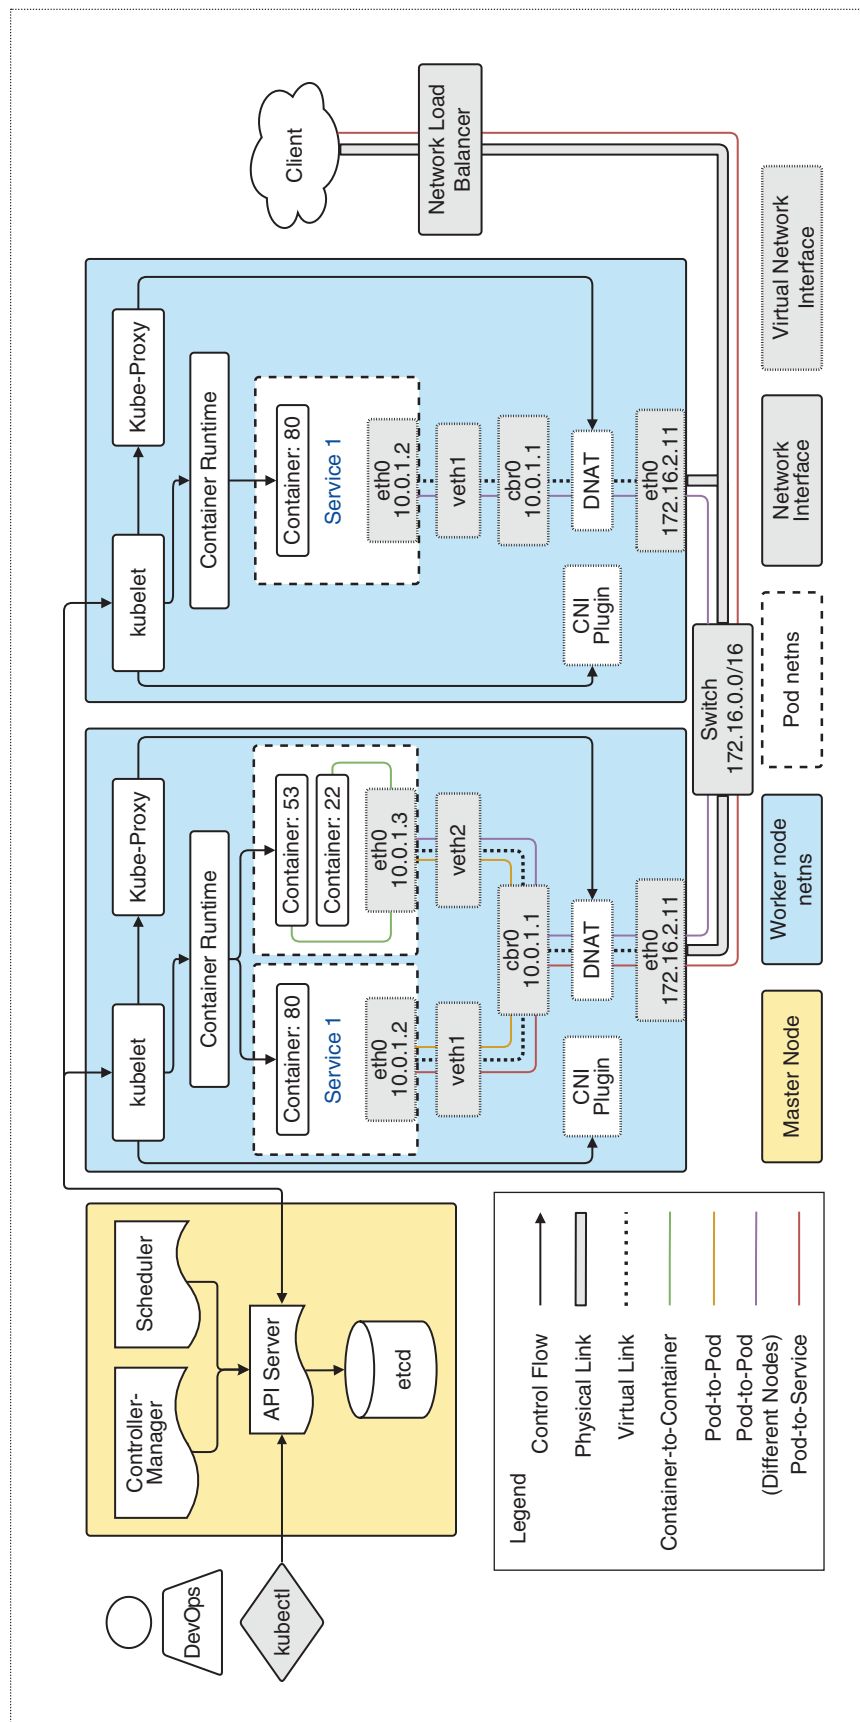 DevOps
kubectl
Controller-
Manager
Scheduler
API Server
etcd
kubelet
Kube-Proxy
Container Runtime
Container: 80
Service 1
eth0
10.0.1.2
veth1
Container: 53
Container: 22
eth0
10.0.1.3
veth2
cbr0
10.0.1.1
CNI
Plugin
DNAT
eth0
172.16.2.11
kubelet
Kube-Proxy
Container Runtime
Container: 80
Service 1
eth0
10.0.1.2
veth1
cbr0
10.0.1.1
CNI
Plugin
DNAT
eth0
172.16.2.11
Switch
172.16.0.0/16
Client
Network Load
Balancer
Legend
Control Flow
Physical Link
Virtual Link
Container-to-Container
Pod-to-Pod
Pod-to-Pod
(Different Nodes)
Pod-to-Service
Master Node
Worker node
netns
Pod netns
Network
Interface
Virtual Network
Interface